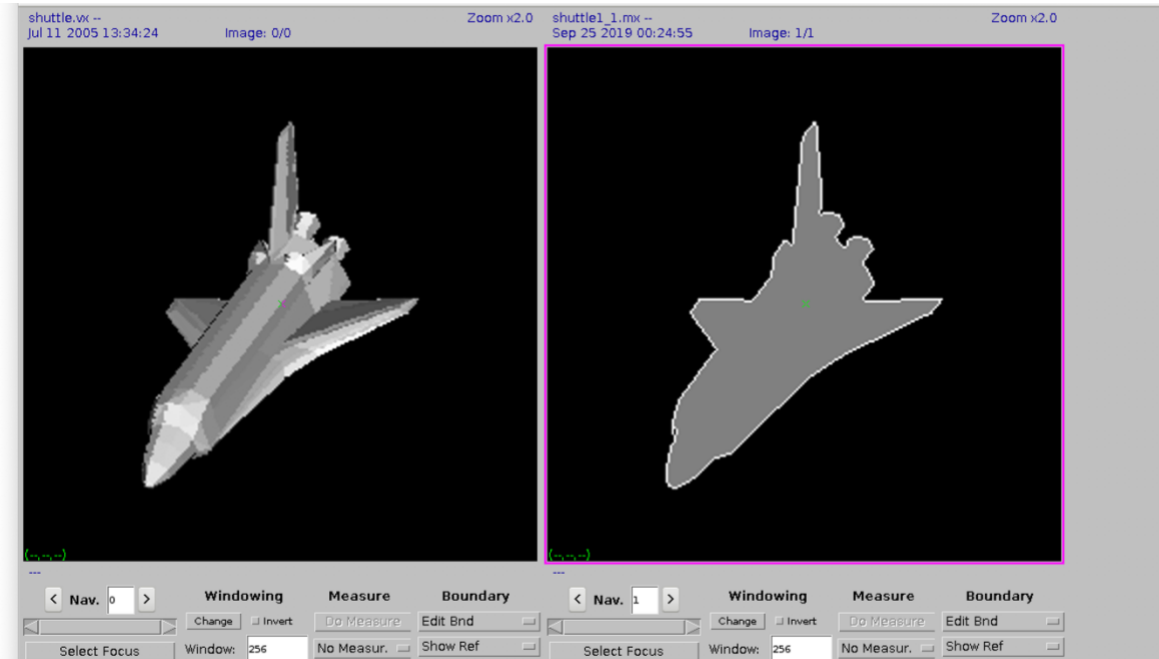 shuttle.vx --
Zoom x2.0
Jul 11 2005 13:34:24
Image: 0/0
shuttle1_1.mx --
Zoom x2.0
Sep 25 2019 00:24:55
Image: 1/1
(--,--,--)
---
(--,--,--)
---
< Nav. 0 >
Windowing
Measure
Boundary
Change
Invert
Do Measure
Edit Bnd
Select Focus
Window: 256
No Measur.
Show Ref
< Nav. 1 >
Windowing
Measure
Boundary
Change
Invert
Do Measure
Edit Bnd
Select Focus
Window: 256
No Measur.
Show Ref